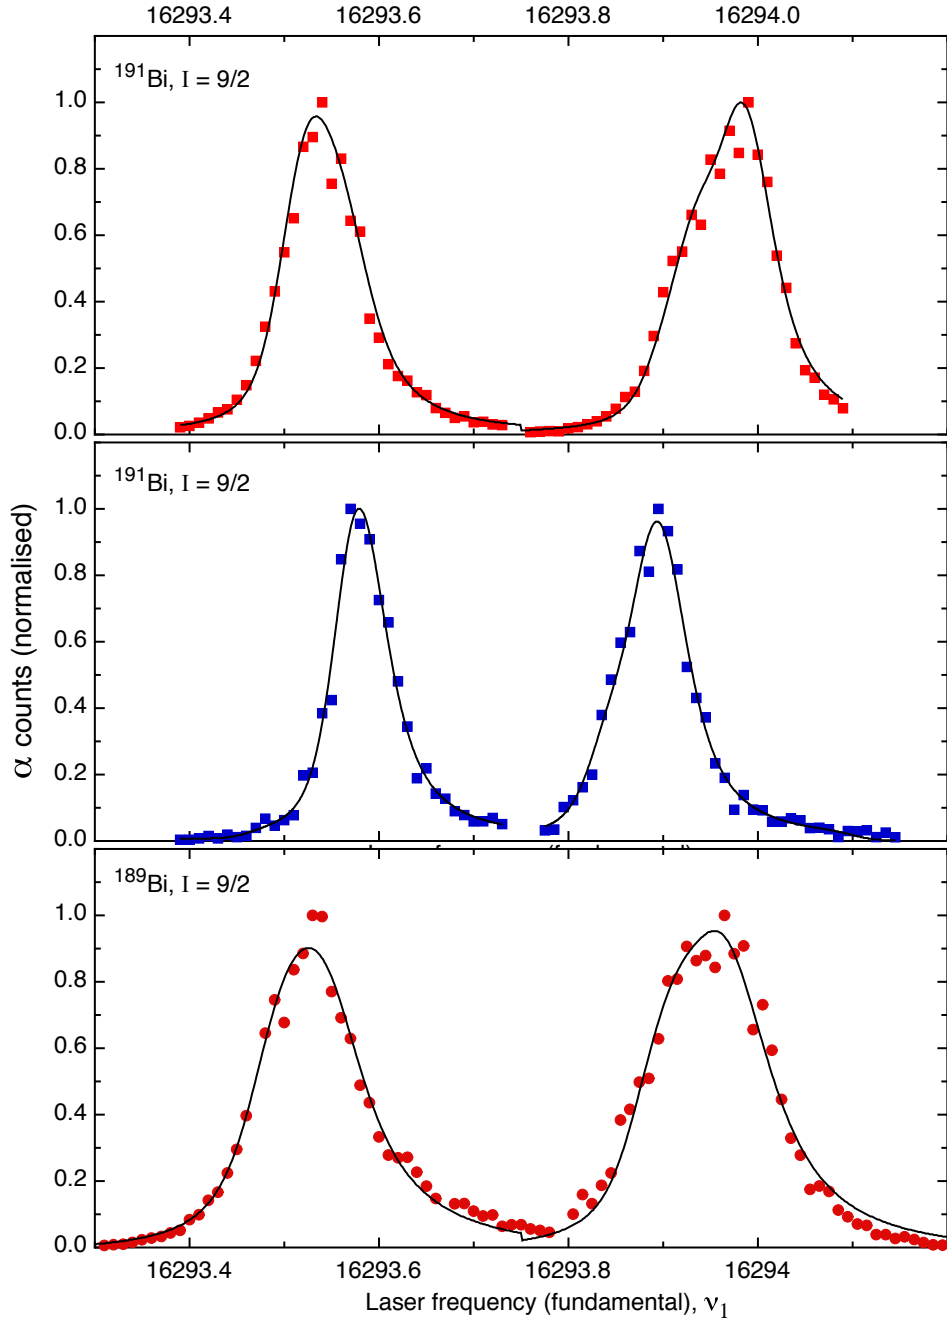 16293.4 16293.6 16293.8 16294.0
¹⁹¹Bi, I = 9/2
1.0
0.8
0.6
0.4
0.2
0.0
¹⁹¹Bi, I = 9/2
1.0
0.8
0.6
0.4
0.2
0.0
α counts (normalised)
¹⁸⁹Bi, I = 9/2
1.0
0.8
0.6
0.4
0.2
0.0
16293.4 16293.6 16293.8 16294
Laser frequency (fundamental), ν₁